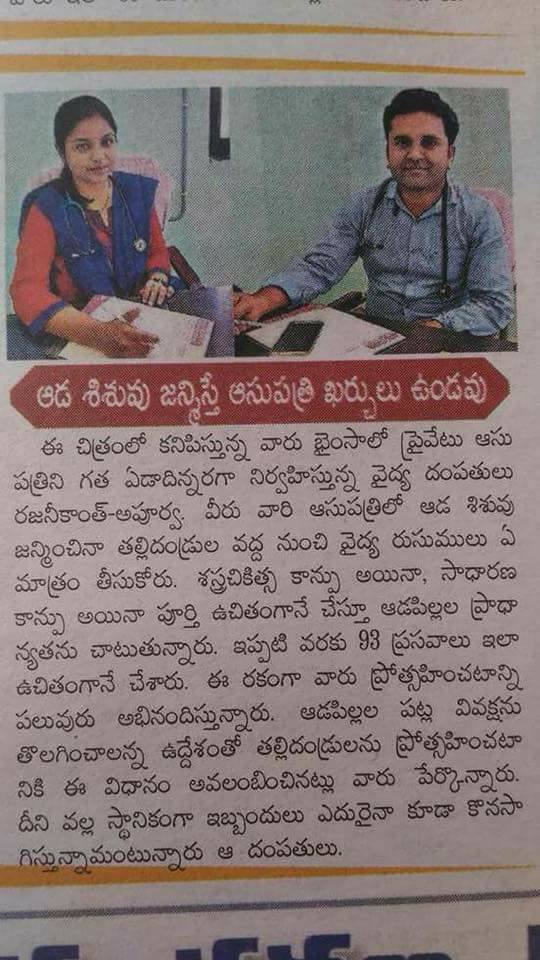 ఆడ శిశువు జన్మిస్తే ఆసుపత్రి ఖర్చులు ఉండవు
ఈ చిత్రంలో కనిపిస్తున్న వారు భైంసాలో ప్రైవేటు ఆసు
పత్రిని గత ఏడాదిన్నరగా నిర్వహిస్తున్న వైద్య దంపతులు
రజనీకాంత్-అపూర్వ. వీరు వారి ఆసుపత్రిలో ఆడ శిశువు
జన్మించినా తల్లిదండ్రుల వద్ద నుంచి వైద్య రుసుములు ఏ
మాత్రం తీసుకోరు. శస్త్రచికిత్స కాన్పు అయినా, సాధారణ
కాన్పు అయినా పూర్తి ఉచితంగానే చేస్తూ ఆడపిల్లల ప్రాధా
న్యతను చాటుతున్నారు. ఇప్పటి వరకు 93 ప్రసవాలు ఇలా
ఉచితంగానే చేశారు. ఈ రకంగా వారు ప్రోత్సహించటాన్ని
పలువురు అభినందిస్తున్నారు. ఆడపిల్లల పట్ల వివక్షను
తొలగించాలన్న ఉద్దేశంతో తల్లిదండ్రులను ప్రోత్సహించటా
నికి ఈ విధానం అవలంబించినట్లు వారు పేర్కొన్నారు.
దీని వల్ల స్థానికంగా ఇబ్బందులు ఎదురైనా కూడా కొనసా
గిస్తున్నామంటున్నారు ఆ దంపతులు.